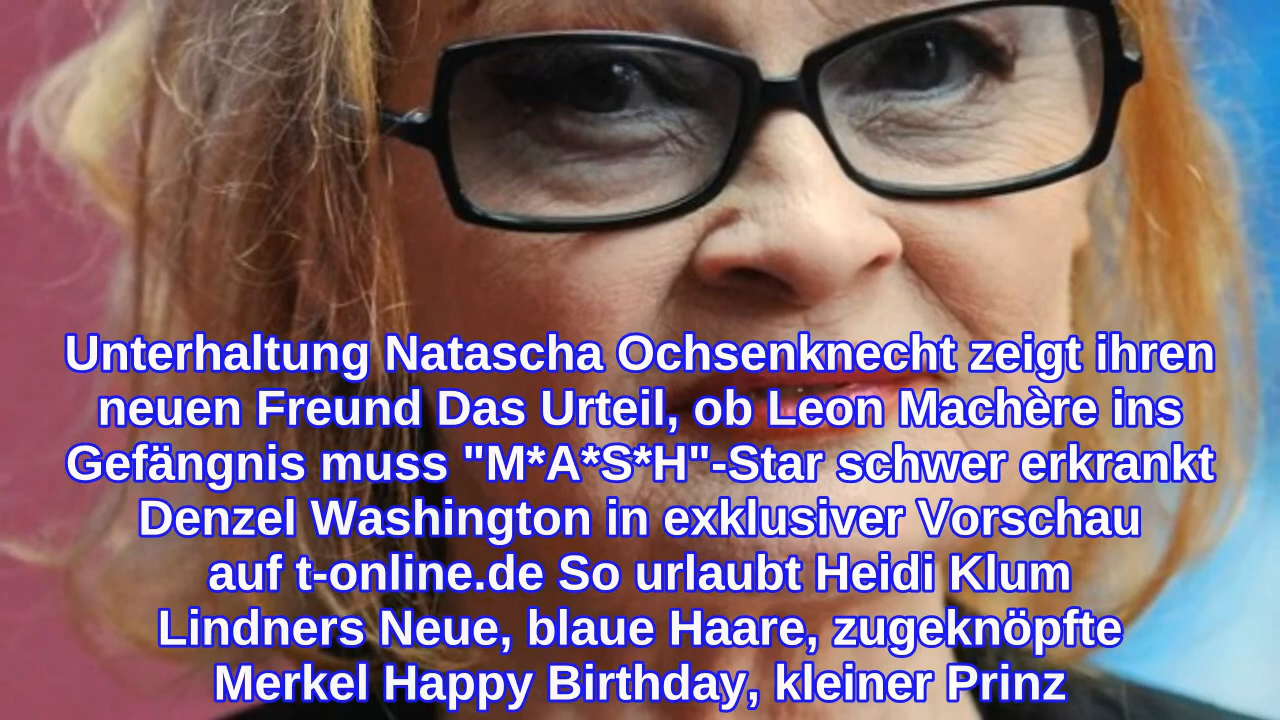 Unterhaltung Natascha Ochsenknecht zeigt ihren
neuen Freund Das Urteil, ob Leon Machère ins
Gefängnis muss "M*A*S*H"-Star schwer erkrankt
Denzel Washington in exklusiver Vorschau
auf t-online.de So urlaubt Heidi Klum
Lindners Neue, blaue Haare, zugeknöpfte
Merkel Happy Birthday, kleiner Prinz